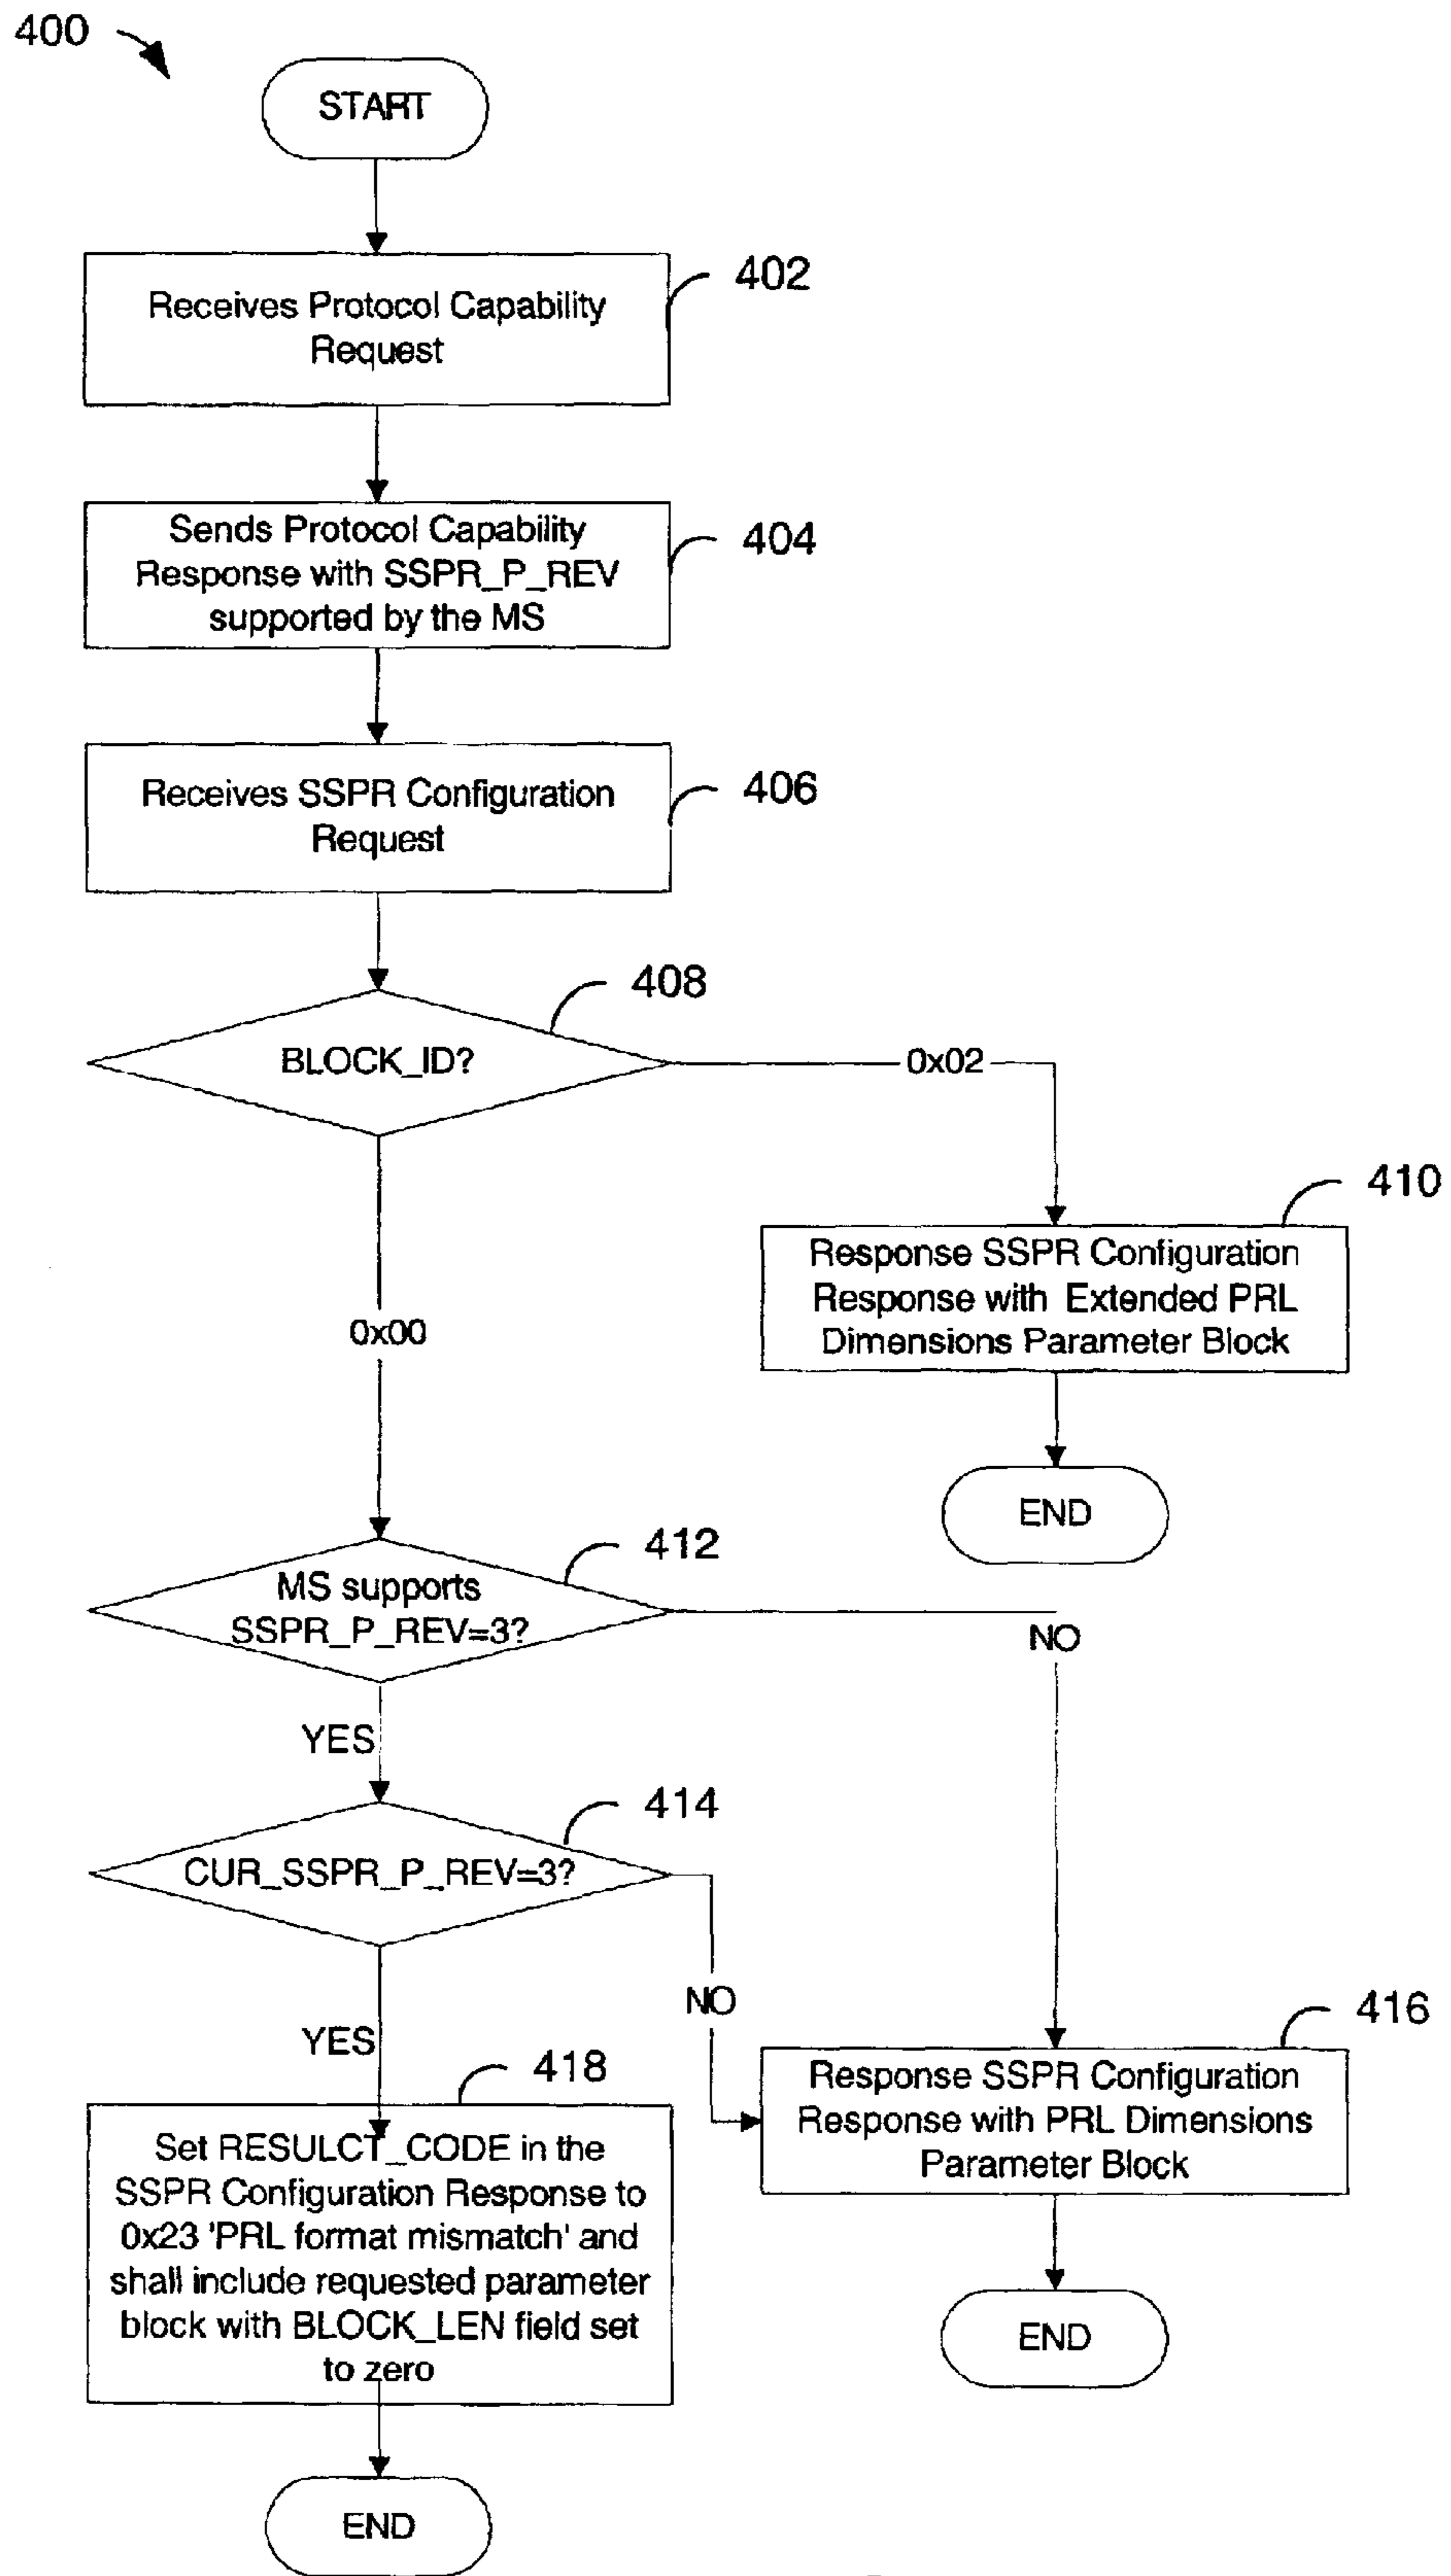 400
START
Receives Protocol Capability
Request
402
Sends Protocol Capability
Response with SSPR_P_REV
supported by the MS
404
Receives SSPR Configuration
Request
406
BLOCK_ID?
408
0x02
0x00
Response SSPR Configuration
Response with Extended PRL
Dimensions Parameter Block
410
END
MS supports
SSPR_P_REV=3?
412
NO
YES
CUR_SSPR_P_REV=3?
414
NO
YES
Response SSPR Configuration
Response with PRL Dimensions
Parameter Block
416
END
Set RESULCT_CODE in the
SSPR Configuration Response to
0x23 'PRL format mismatch' and
shall include requested parameter
block with BLOCK_LEN field set
to zero
418
END